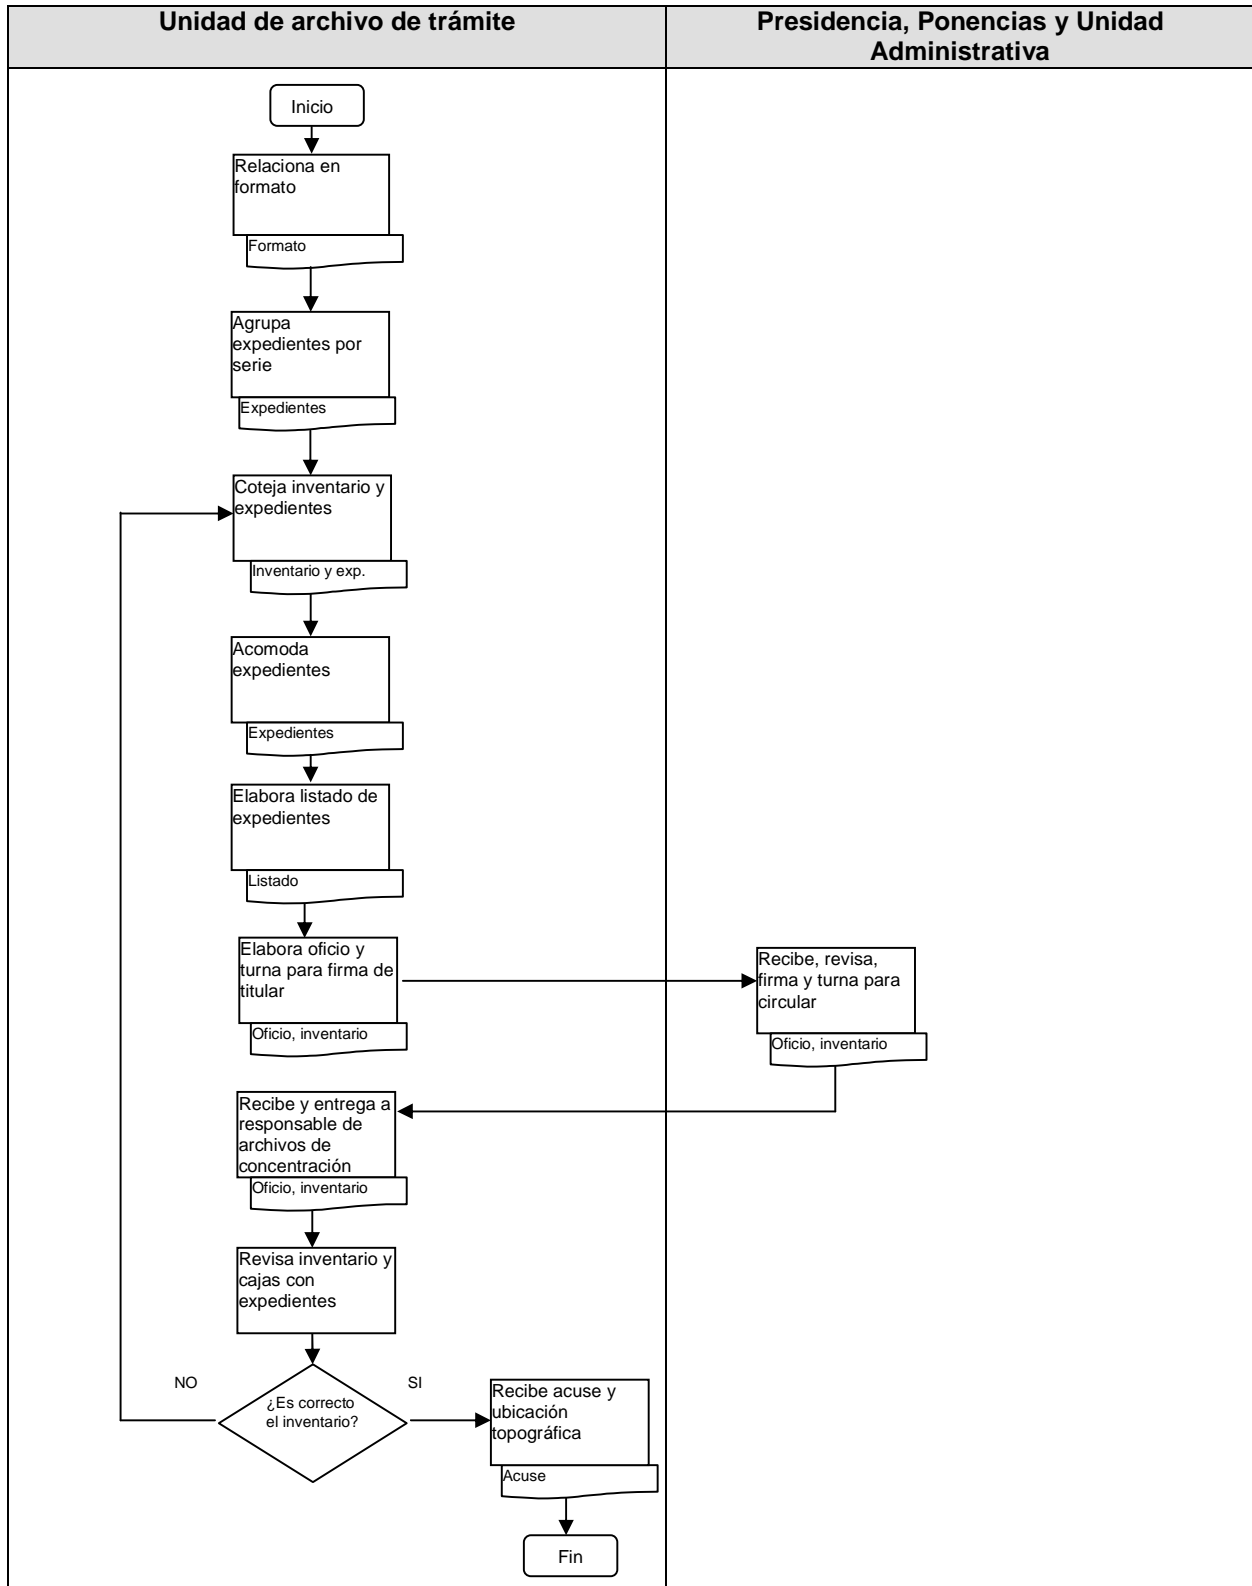 Unidad de archivo de trámite
Presidencia, Ponencias y Unidad
Administrativa
Inicio
Relaciona en
formato
Formato
Agrupa
expedientes por
serie
Expedientes
Coteja inventario y
expedientes
Inventario y exp.
Acomoda
expedientes
Expedientes
Elabora listado de
expedientes
Listado
Elabora oficio y
turna para firma de
titular
Oficio, inventario
Recibe, revisa,
firma y turna para
circular
Oficio, inventario
Recibe y entrega a
responsable de
archivos de
concentración
Oficio, inventario
Revisa inventario y
cajas con
expedientes
NO
¿Es correcto
el inventario?
SI
Recibe acuse y
ubicación
topográfica
Acuse
Fin